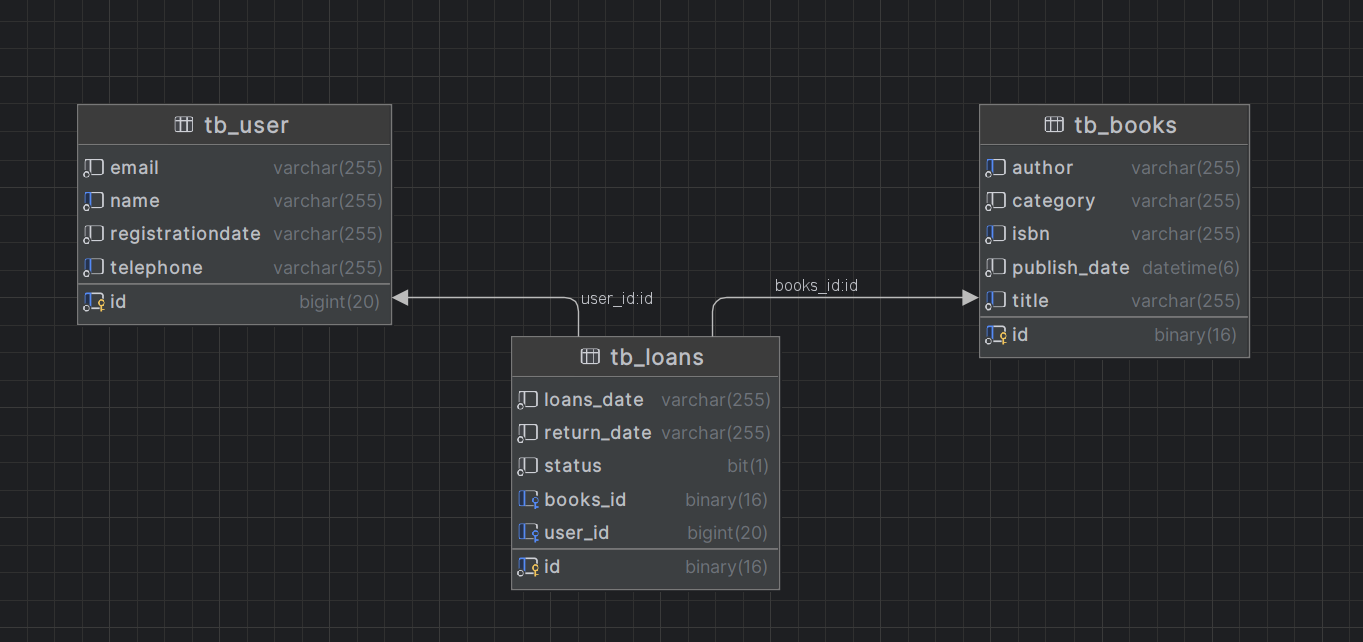 tb_user
email varchar(255)
name varchar(255)
registrationdate varchar(255)
telephone varchar(255)
id bigint(20)
tb_books
author varchar(255)
category varchar(255)
isbn varchar(255)
publish_date datetime(6)
title varchar(255)
id binary(16)
user_id:id
books_id:id
tb_loans
loans_date varchar(255)
return_date varchar(255)
status bit(1)
books_id binary(16)
user_id bigint(20)
id binary(16)